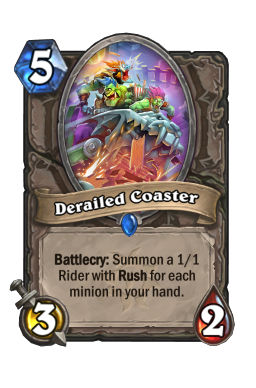 5
Derailed Coaster
Battlecry: Summon a 1/1
Rider with Rush for each
minion in your hand.
3
2